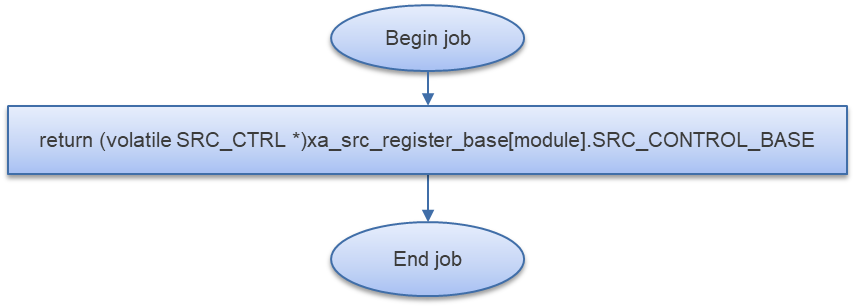 Begin job
return (volatile SRC_CTRL *)xa_src_register_base[module].SRC_CONTROL_BASE
End job